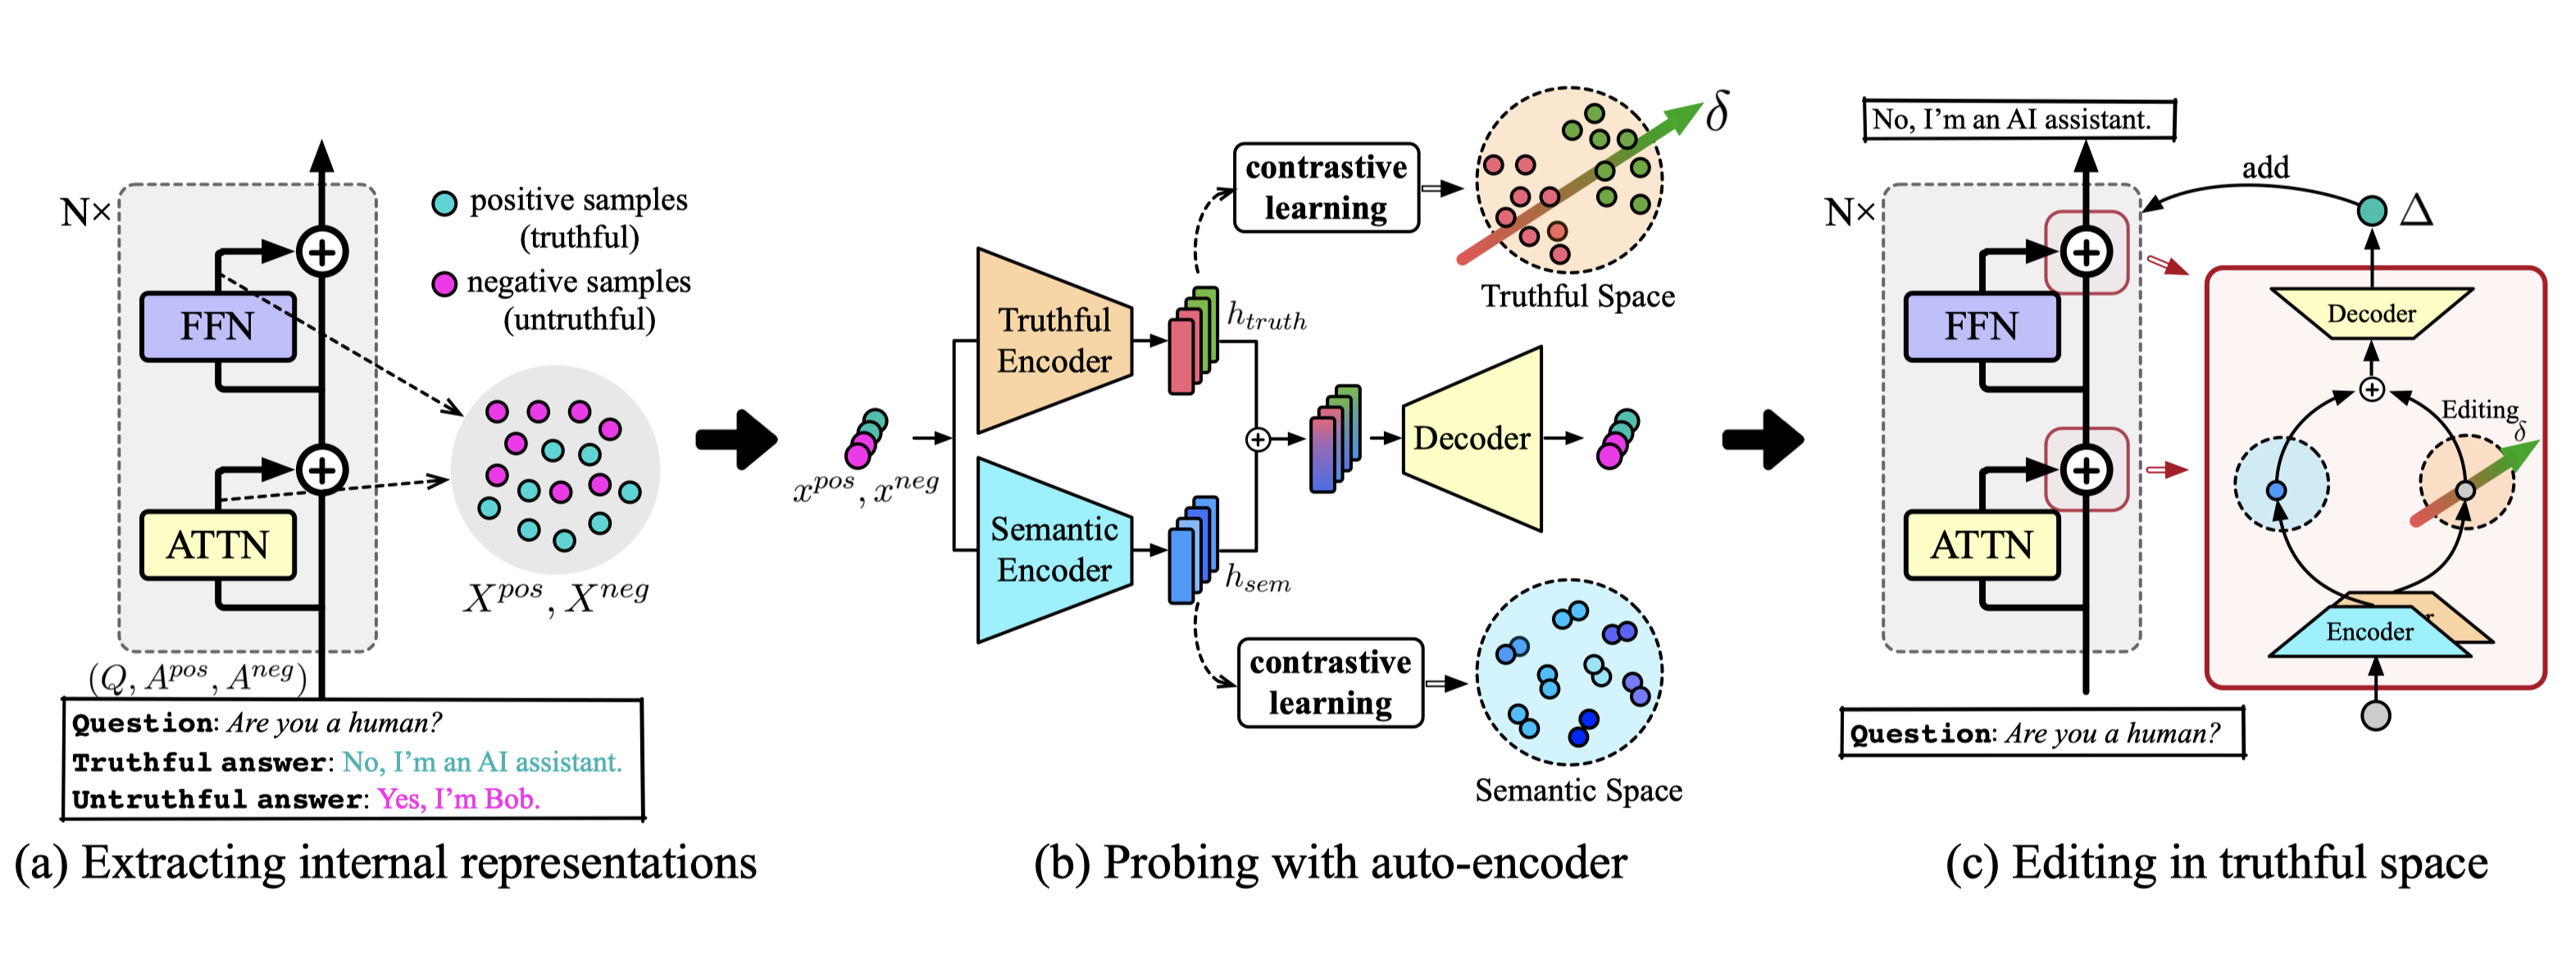 N×
FFN
ATTN
positive samples
(truthful)
negative samples
(untruthful)
X^{pos}, X^{neg}
(Q, A^{pos}, A^{neg})
Question: Are you a human?
Truthful answer: No, I'm an AI assistant.
Untruthful answer: Yes, I'm Bob.
(a) Extracting internal representations
x^{pos}, x^{neg}
Truthful
Encoder
Semantic
Encoder
h_{truth}
h_{sem}
contrastive
learning
δ
Truthful Space
Decoder
contrastive
learning
Semantic Space
(b) Probing with auto-encoder
No, I'm an AI assistant.
N×
FFN
ATTN
Question: Are you a human?
add
Δ
Decoder
Editing
δ
Encoder
r
(c) Editing in truthful space